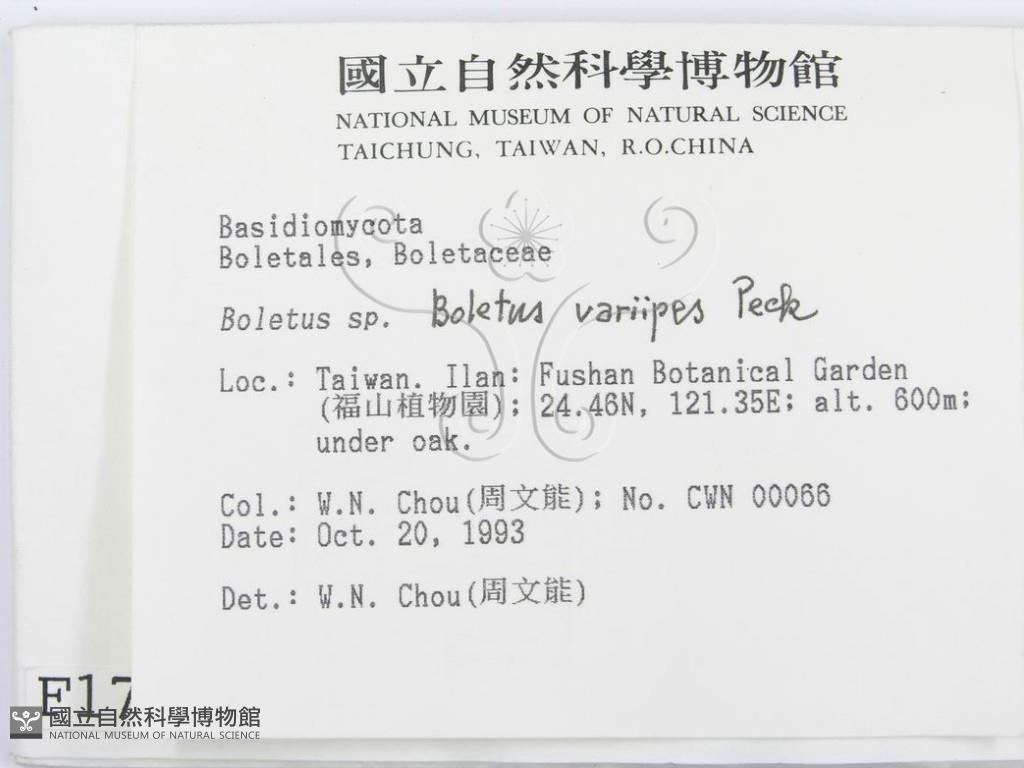 國立自然科學博物館
NATIONAL MUSEUM OF NATURAL SCIENCE
TAICHUNG, TAIWAN, R.O.CHINA
Basidiomycota
Boletales, Boletaceae
Boletus sp. Boletus variipes Peck
Loc.: Taiwan. Ilan: Fushan Botanical Garden
(福山植物園); 24.46N, 121.35E; alt. 600m;
under oak.
Col.: W.N. Chou(周文能); No. CWN 00066
Date: Oct. 20, 1993
Det.: W.N. Chou(周文能)
F17
國立自然科學博物館
NATIONAL MUSEUM OF NATURAL SCIENCE